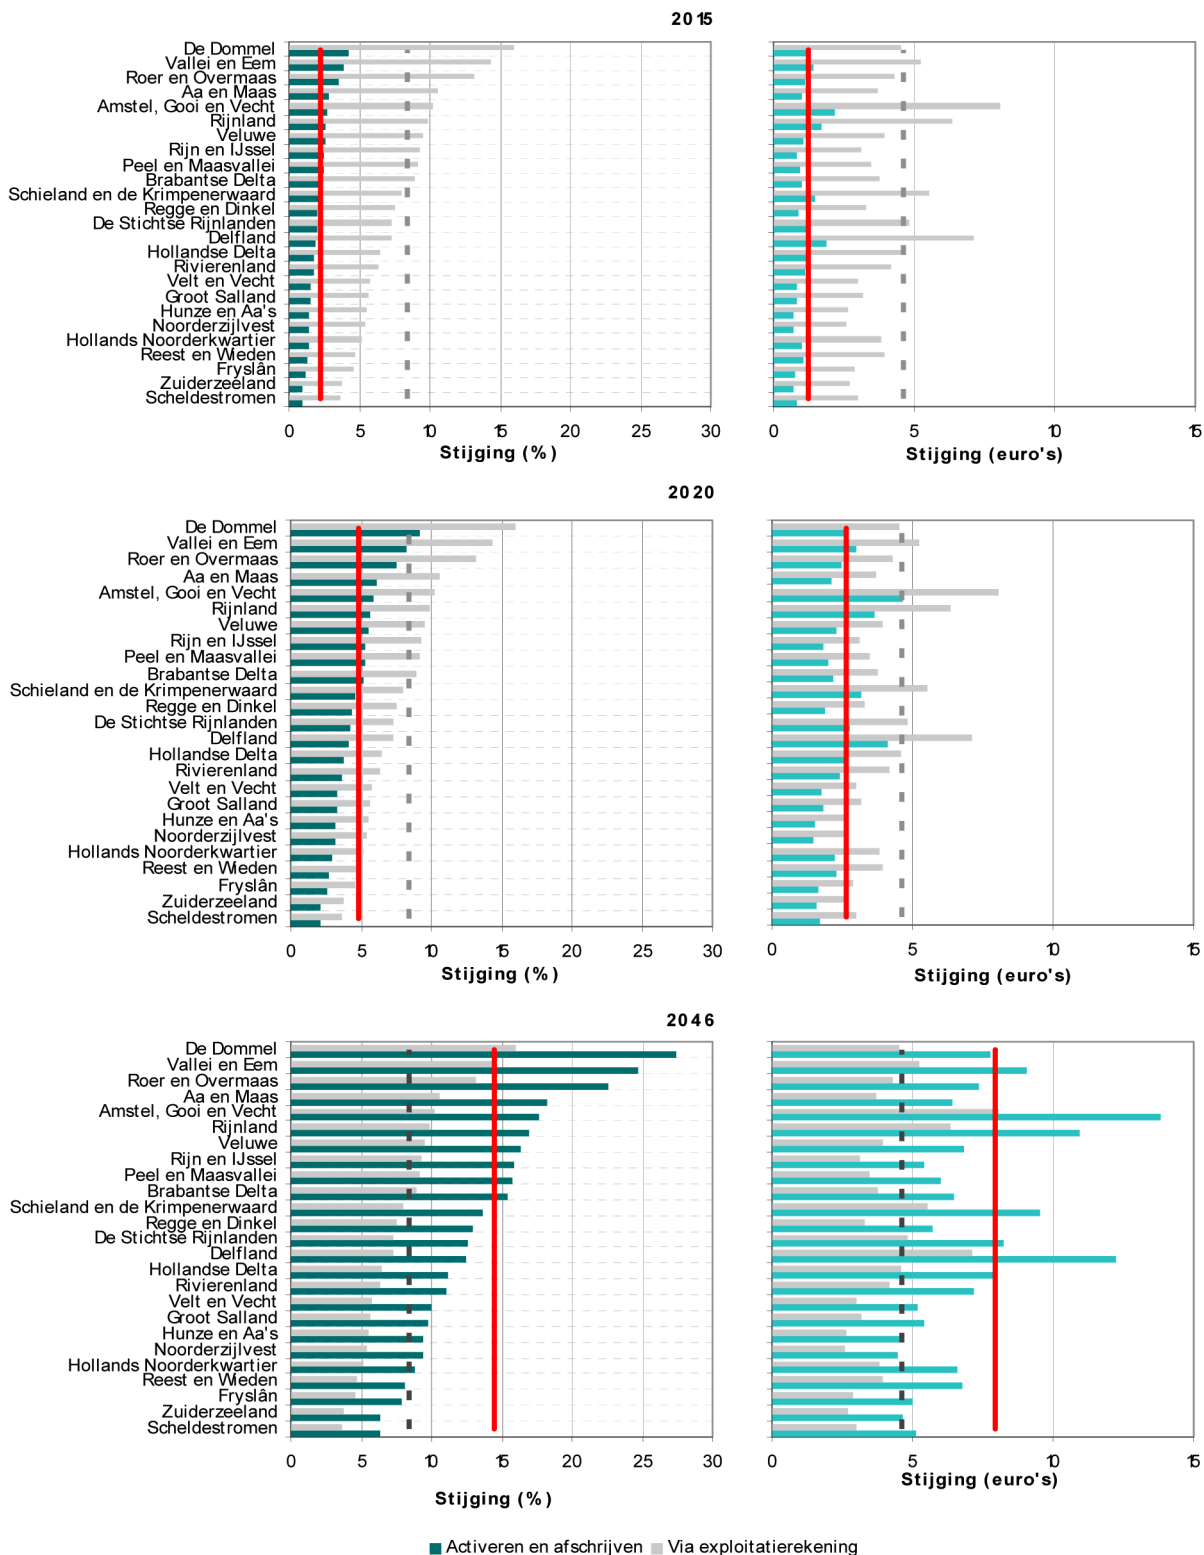 2015
De Dommel
Vallei en Eem
Roer en Overmaas
Aa en Maas
Amstel, Gooi en Vecht
Rijnland
Veluwe
Rijn en IJssel
Peel en Maasvallei
Brabantse Delta
Schieland en de Krimpenerwaard
Regge en Dinkel
De Stichtse Rijnlanden
Delfland
Hollandse Delta
Rivierenland
Velt en Vecht
Groot Salland
Hunze en Aa's
Noorderzijlvest
Hollands Noorderkwartier
Reest en Wieden
Fryslân
Zuiderzeeland
Scheldestromen
0 5 10 15 20 25 30
0 5 10 15
Stijging (%)
Stijging (euro's)
2020
De Dommel
Vallei en Eem
Roer en Overmaas
Aa en Maas
Amstel, Gooi en Vecht
Rijnland
Veluwe
Rijn en IJssel
Peel en Maasvallei
Brabantse Delta
Schieland en de Krimpenerwaard
Regge en Dinkel
De Stichtse Rijnlanden
Delfland
Hollandse Delta
Rivierenland
Velt en Vecht
Groot Salland
Hunze en Aa's
Noorderzijlvest
Hollands Noorderkwartier
Reest en Wieden
Fryslân
Zuiderzeeland
Scheldestromen
0 5 10 15 20 25 30
0 5 10 15
Stijging (%)
Stijging (euro's)
2046
De Dommel
Vallei en Eem
Roer en Overmaas
Aa en Maas
Amstel, Gooi en Vecht
Rijnland
Veluwe
Rijn en IJssel
Peel en Maasvallei
Brabantse Delta
Schieland en de Krimpenerwaard
Regge en Dinkel
De Stichtse Rijnlanden
Delfland
Hollandse Delta
Rivierenland
Velt en Vecht
Groot Salland
Hunze en Aa's
Noorderzijlvest
Hollands Noorderkwartier
Reest en Wieden
Fryslân
Zuiderzeeland
Scheldestromen
0 5 10 15 20 25 30
0 5 10 15
Stijging (%)
Stijging (euro's)
Activeren en afschrijven Via exploitatierekening